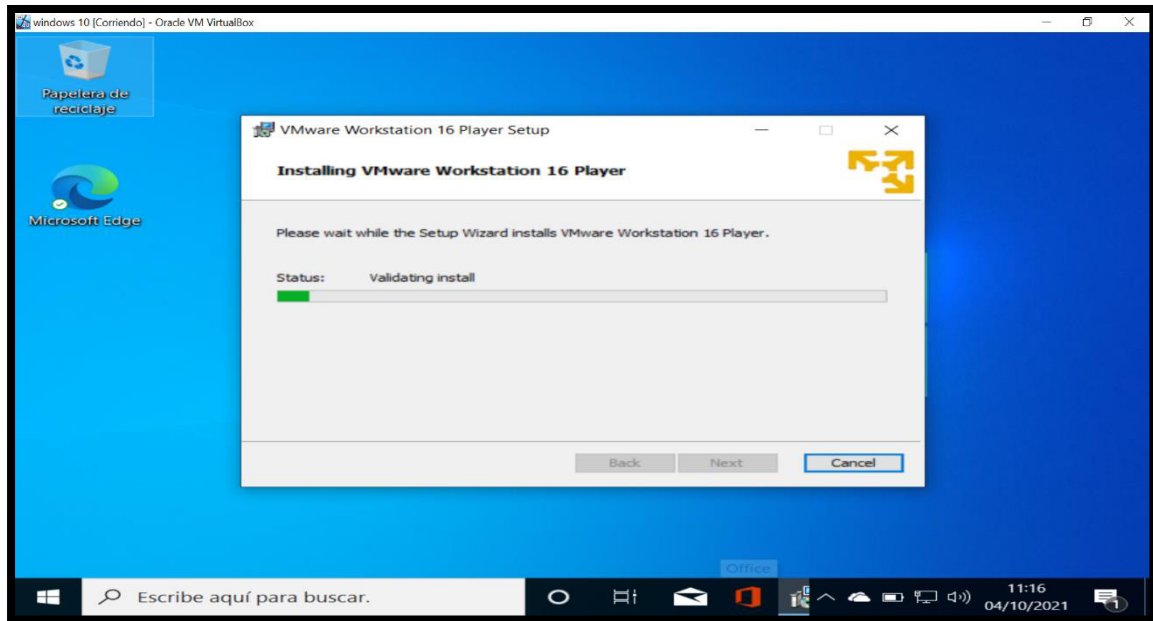 windows 10 [Corriendo] - Oracle VM VirtualBox
Papelera de
reciclaje
Microsoft Edge
VMware Workstation 16 Player Setup
Installing VMware Workstation 16 Player
Please wait while the Setup Wizard installs VMware Workstation 16 Player.
Status: Validating install
Back Next Cancel
Office
Escribe aquí para buscar.
11:16
04/10/2021
1